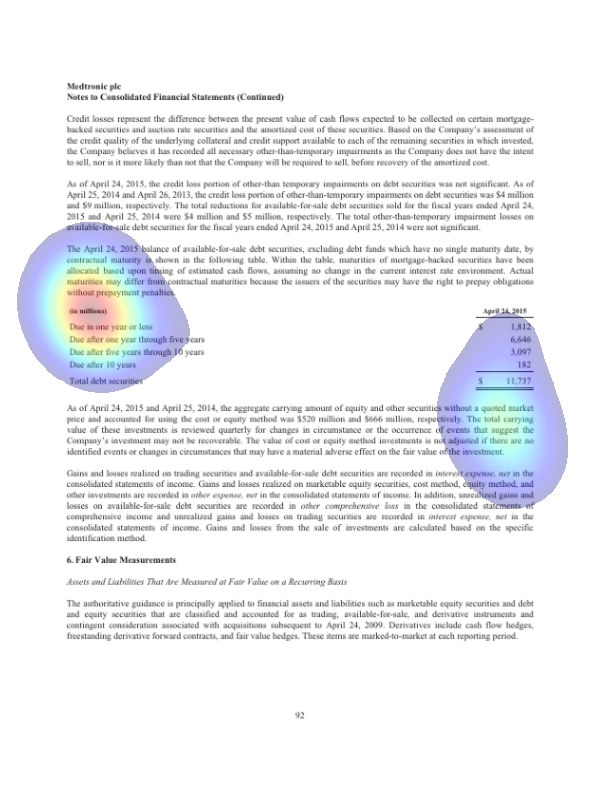 Medtronic plc
Notes to Consolidated Financial Statements (Continued)
Credit losses represent the difference between the present value of cash flows expected to be collected on certain mortgage-
backed securities and auction rate securities and the amortized cost of these securities. Based on the Company's assessment of
the credit quality of the underlying collateral and credit support available to each of the remaining securities in which invested,
the Company believes it has recorded all necessary other-than-temporary impairments as the Company does not have the intent
to sell, nor is it more likely than not that the Company will be required to sell, before recovery of the amortized cost.
As of April 24, 2015, the credit loss portion of other-than temporary impairments on debt securities was not significant. As of
April 25, 2014 and April 26, 2013, the credit loss portion of other-than-temporary impairments on debt securities was $4 million
and $9 million, respectively. The total reductions for available-for-sale debt securities sold for the fiscal years ended April 24,
2015 and April 25, 2014 were $4 million and $5 million, respectively. The total other-than-temporary impairment losses on
available-for-sale debt securities for the fiscal years ended April 24, 2015 and April 25, 2014 were not significant.
The April 24, 2015 balance of available-for-sale debt securities, excluding debt funds which have no single maturity date, by
contractual maturity is shown in the following table. Within the table, maturities of mortgage-backed securities have been
allocated based upon timing of estimated cash flows, assuming no change in the current interest rate environment. Actual
maturities may differ from contractual maturities because the issuers of the securities may have the right to prepay obligations
without prepayment penalties.
(in millions) April 24, 2015
Due in one year or less $ 1,812
Due after one year through five years 6,646
Due after five years through 10 years 3,097
Due after 10 years 182
Total debt securities $ 11,737
As of April 24, 2015 and April 25, 2014, the aggregate carrying amount of equity and other securities without a quoted market
price and accounted for using the cost or equity method was $520 million and $666 million, respectively. The total carrying
value of these investments is reviewed quarterly for changes in circumstance or the occurrence of events that suggest the
Company's investment may not be recoverable. The value of cost or equity method investments is not adjusted if there are no
identified events or changes in circumstances that may have a material adverse effect on the fair value of the investment.
Gains and losses realized on trading securities and available-for-sale debt securities are recorded in interest expense, net in the
consolidated statements of income. Gains and losses realized on marketable equity securities, cost method, equity method, and
other investments are recorded in other expense, net in the consolidated statements of income. In addition, unrealized gains and
losses on available-for-sale debt securities are recorded in other comprehensive loss in the consolidated statements of
comprehensive income and unrealized gains and losses on trading securities are recorded in interest expense, net in the
consolidated statements of income. Gains and losses from the sale of investments are calculated based on the specific
identification method.
6. Fair Value Measurements
Assets and Liabilities That Are Measured at Fair Value on a Recurring Basis
The authoritative guidance is principally applied to financial assets and liabilities such as marketable equity securities and debt
and equity securities that are classified and accounted for as trading, available-for-sale, and derivative instruments and
contingent consideration associated with acquisitions subsequent to April 24, 2009. Derivatives include cash flow hedges,
freestanding derivative forward contracts, and fair value hedges. These items are marked-to-market at each reporting period.
92